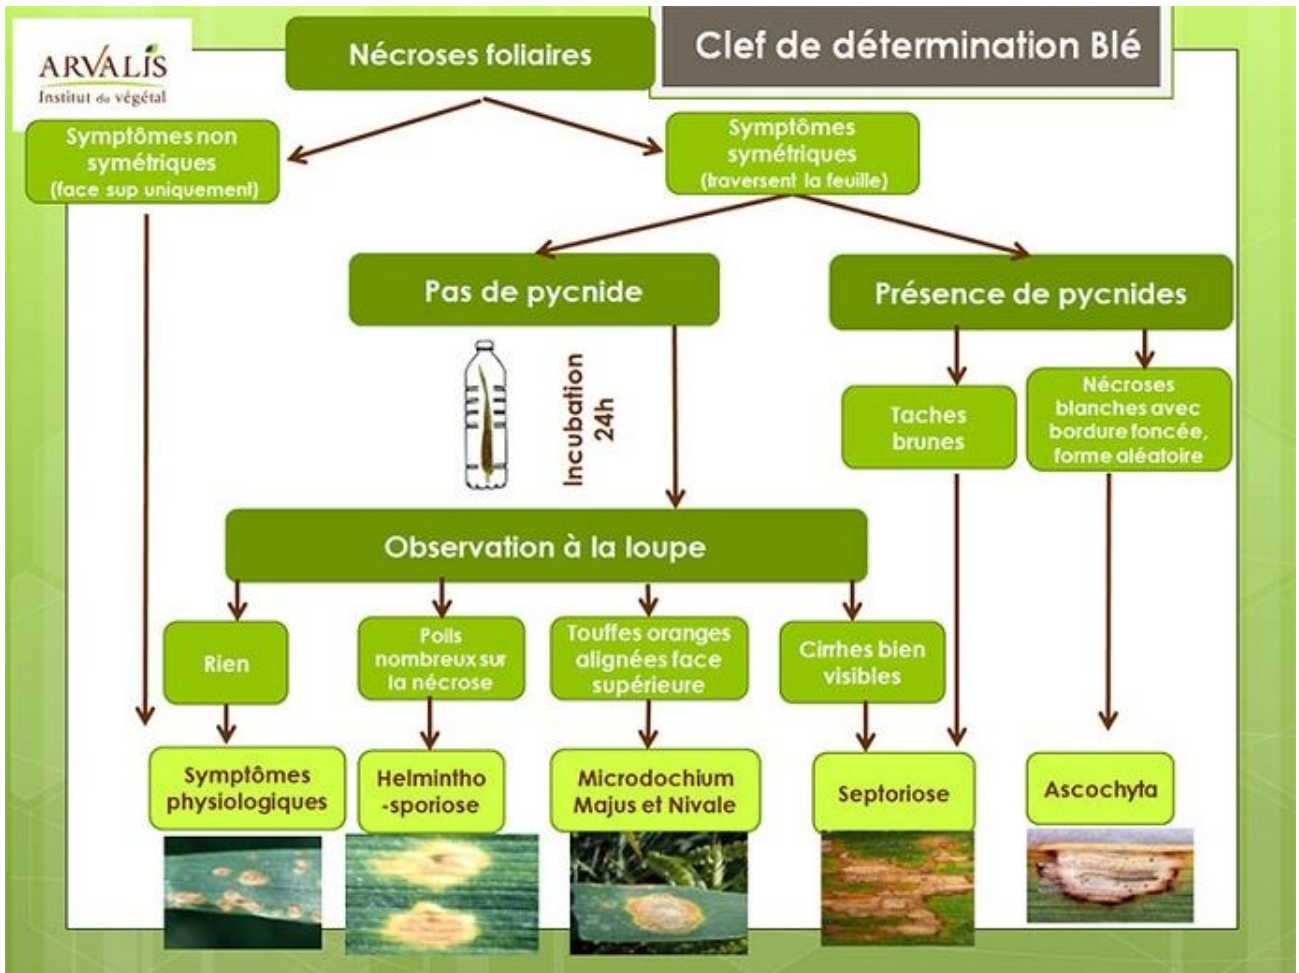 ARVALIS
Institut du végétal
Nécroses foliaires
Clef de détermination Blé
Symptômes non
symétriques
(face sup uniquement)
Symptômes
symétriques
(traversent la feuille)
Pas de pycnide
Présence de pycnides
Incubation
24h
Taches
brunes
Nécroses
blanches avec
bordure foncée,
forme aléatoire
Observation à la loupe
Rien
Poils
nombreux sur
la nécrose
Touffes oranges
alignées face
supérieure
Cirrhes bien
visibles
Symptômes
physiologiques
Helmintho
-sporiose
Microdochium
Majus et Nivale
Septoriose
Ascochyta